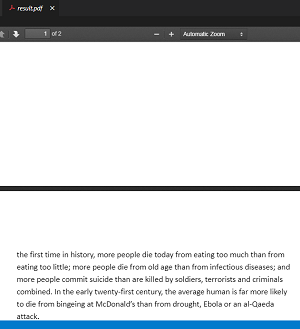 result.pdf ×
1 of 2 − + Automatic Zoom
the first time in history, more people die today from eating too much than from
eating too little; more people die from old age than from infectious diseases; and
more people commit suicide than are killed by soldiers, terrorists and criminals
combined. In the early twenty-first century, the average human is far more likely
to die from bingeing at McDonald's than from drought, Ebola or an al-Qaeda
attack.